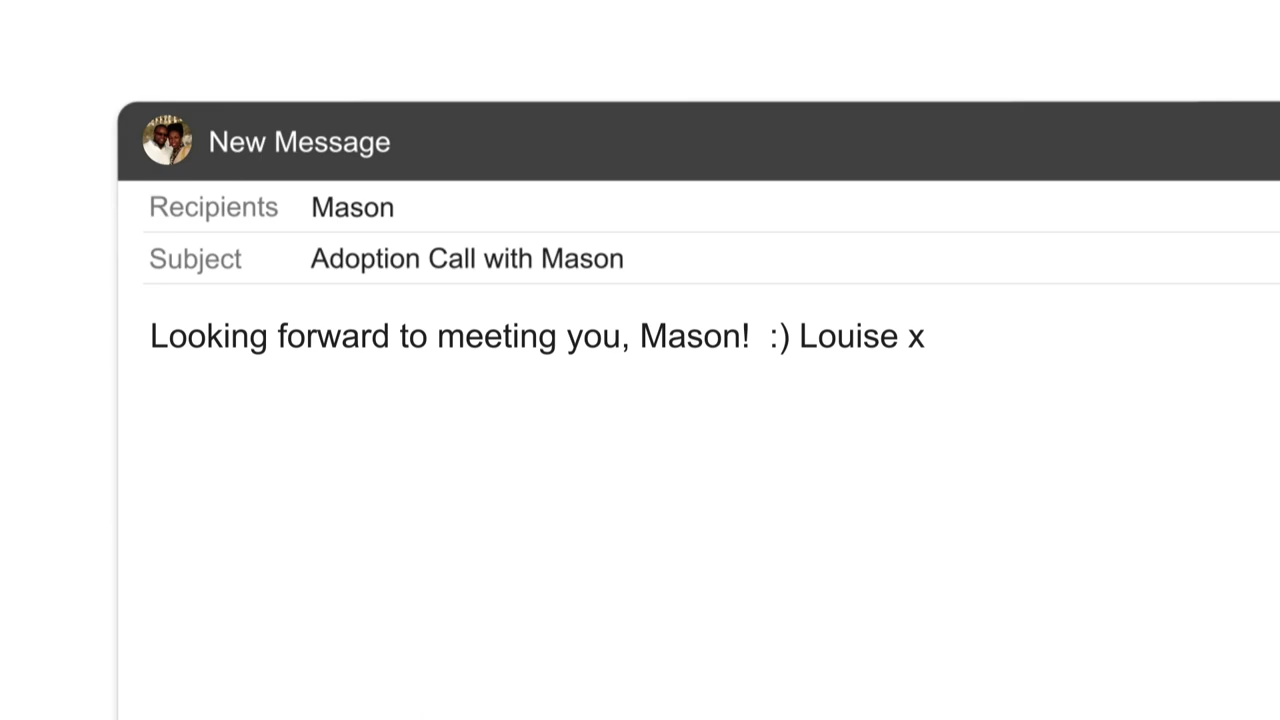 New Message
Recipients Mason
Subject Adoption Call with Mason
Looking forward to meeting you, Mason!  :) Louise x